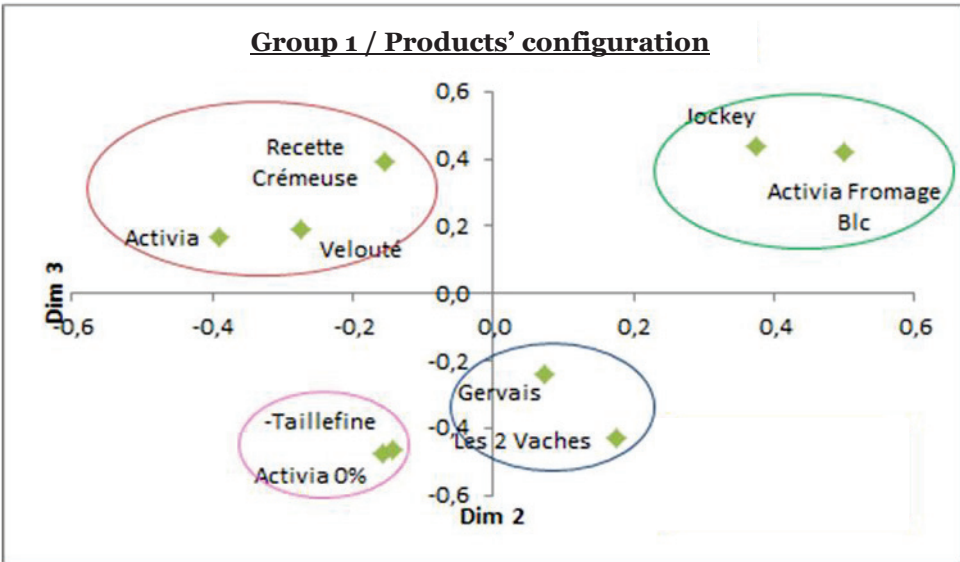 Group 1 / Products’ configuration
0,6
Jockey
Recette
Crémeuse
0,4
Activia Fromage
Blc
Activia
0,2
Velouté
0,0
Dim 3
-0,6
-0,4
-0,2
0,0
0,2
0,4
0,6
-0,2
Gervais
-Taillefine
-0,4
Les 2 Vaches
Activia 0%
-0,6
Dim 2